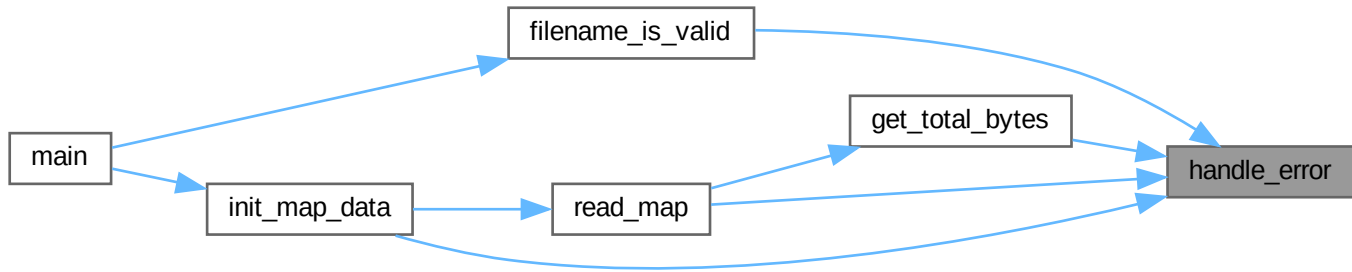 filename_is_valid
get_total_bytes
main
handle_error
init_map_data
read_map